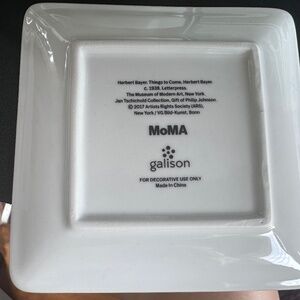 Herbert Bayer. Things to Come. Herbert Bayer.
c. 1938. Letterpress.
The Museum of Modern Art, New York.
Jan Tschichold Collection, Gift of Philip Johnson.
© 2017 Artists Rights Society (ARS),
New York / VG Bild-Kunst, Bonn
MoMA
galison
FOR DECORATIVE USE ONLY
Made in China